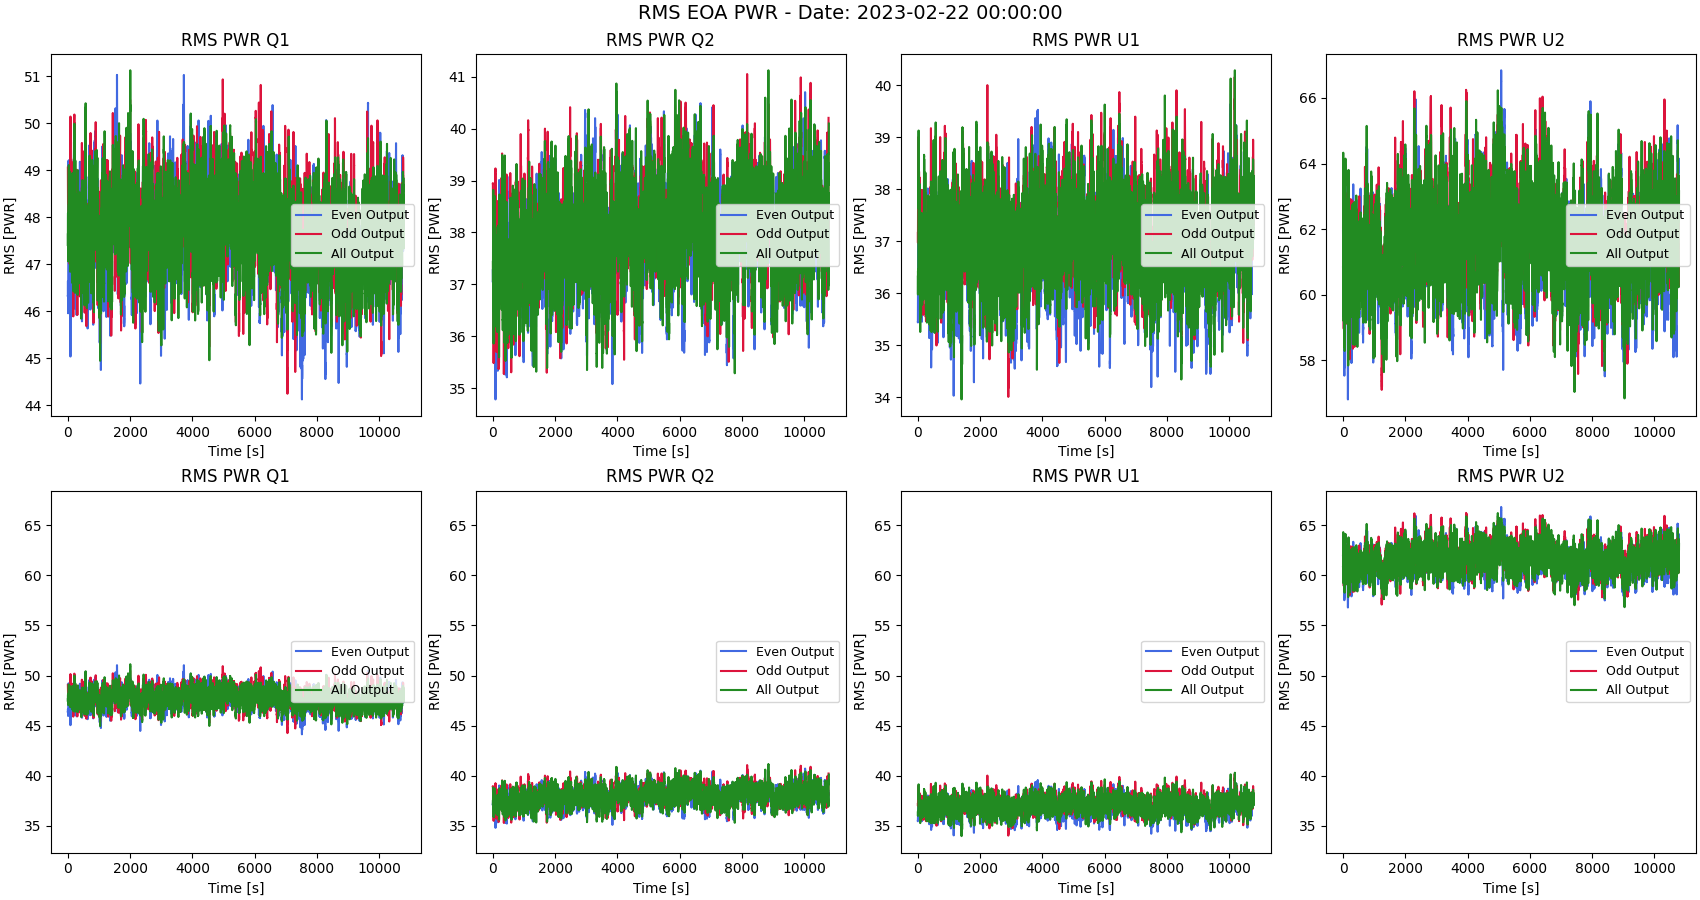 RMS EOA PWR - Date: 2023-02-22 00:00:00
RMS PWR Q1
RMS [PWR]
51
50
49
48
47
46
45
44
0 2000 4000 6000 8000 10000
Time [s]
Even Output
Odd Output
All Output
RMS PWR Q2
RMS [PWR]
41
40
39
38
37
36
35
0 2000 4000 6000 8000 10000
Time [s]
Even Output
Odd Output
All Output
RMS PWR U1
RMS [PWR]
40
39
38
37
36
35
34
0 2000 4000 6000 8000 10000
Time [s]
Even Output
Odd Output
All Output
RMS PWR U2
RMS [PWR]
66
64
62
60
58
0 2000 4000 6000 8000 10000
Time [s]
Even Output
Odd Output
All Output
RMS PWR Q1
RMS [PWR]
65
60
55
50
45
40
35
0 2000 4000 6000 8000 10000
Time [s]
Even Output
Odd Output
All Output
RMS PWR Q2
RMS [PWR]
65
60
55
50
45
40
35
0 2000 4000 6000 8000 10000
Time [s]
Even Output
Odd Output
All Output
RMS PWR U1
RMS [PWR]
65
60
55
50
45
40
35
0 2000 4000 6000 8000 10000
Time [s]
Even Output
Odd Output
All Output
RMS PWR U2
RMS [PWR]
65
60
55
50
45
40
35
0 2000 4000 6000 8000 10000
Time [s]
Even Output
Odd Output
All Output